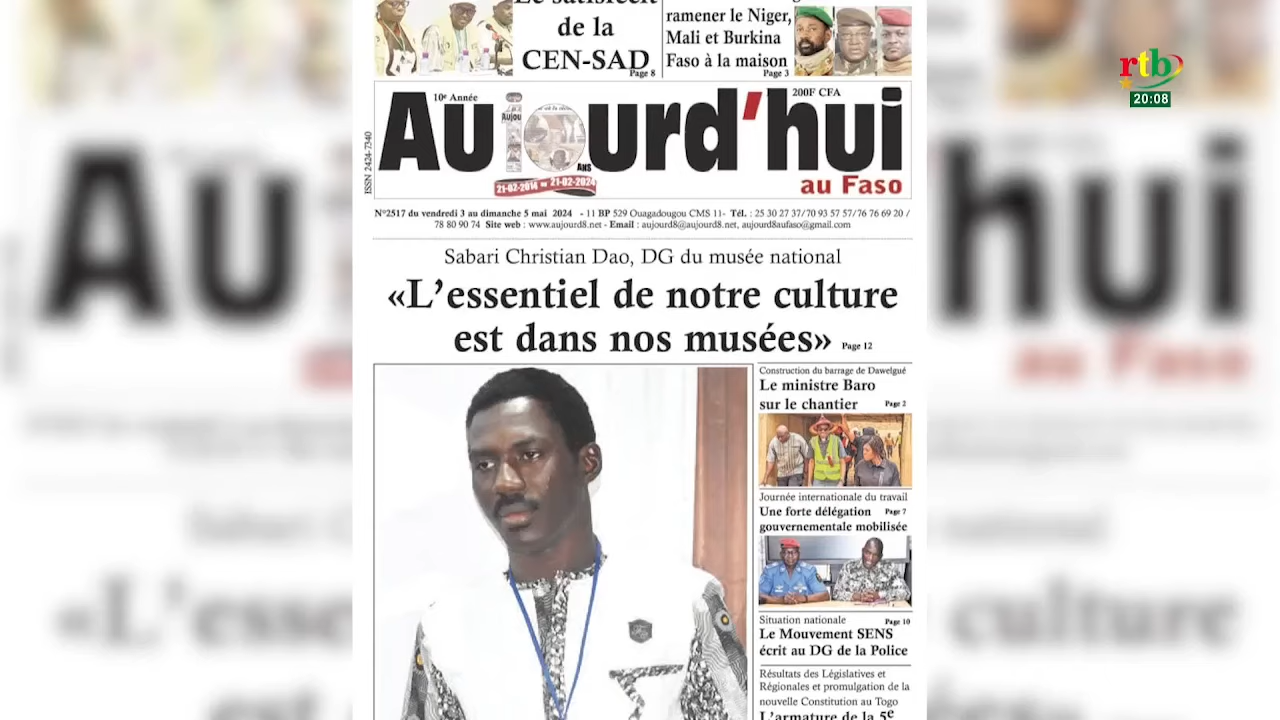 de la
CEN-SAD
Page 8
ramener le Niger,
Mali et Burkina
Faso à la maison
Page 3
rtb
20:08
10e Année
200F CFA
Aujourd'hui
ANS
21-02-2014 21-02-2024
au Faso
ISSN 2424-7340
N°2517 du vendredi 3 au dimanche 5 mai 2024 - 11 BP 529 Ouagadougou CMS 11- Tél. : 25 30 27 37/70 93 57 57/76 76 69 20 /
78 80 90 74 Site web : www.aujourd8.net - Email : aujourd8@aujourd8.net, aujourd8aufaso@gmail.com
Sabari Christian Dao, DG du musée national
«L'essentiel de notre culture
est dans nos musées» Page 12
Construction du barrage de Dawelgué
Le ministre Baro
sur le chantier Page 2
Journée internationale du travail
Une forte délégation Page 7
gouvernementale mobilisée
Situation nationale Page 10
Le Mouvement SENS
écrit au DG de la Police
Résultats des Législatives et
Régionales et promulgation de la
nouvelle Constitution au Togo
L'armature de la 5e